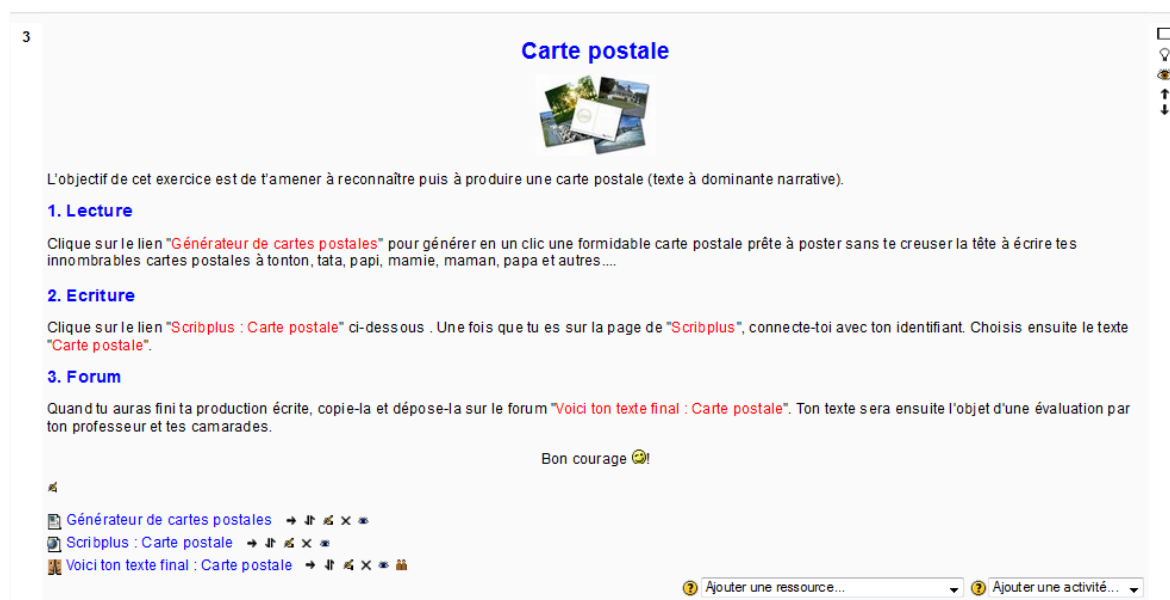 3
Carte postale
L'objectif de cet exercice est de t'amener à reconnaître puis à produire une carte postale (texte à dominante narrative).
1. Lecture
Clique sur le lien "Générateur de cartes postales" pour générer en un clic une formidable carte postale prête à poster sans te creuser la tête à écrire tes
innombrables cartes postales à tonton, tata, papi, mamie, maman, papa et autres....
2. Ecriture
Clique sur le lien "Scribplus : Carte postale" ci-dessous . Une fois que tu es sur la page de "Scribplus", connecte-toi avec ton identifiant. Choisis ensuite le texte
"Carte postale".
3. Forum
Quand tu auras fini ta production écrite, copie-la et dépose-la sur le forum "Voici ton texte final : Carte postale". Ton texte sera ensuite l'objet d'une évaluation par
ton professeur et tes camarades.
Bon courage !
Générateur de cartes postales
Scribplus : Carte postale
Voici ton texte final : Carte postale
Ajouter une ressource... Ajouter une activité...